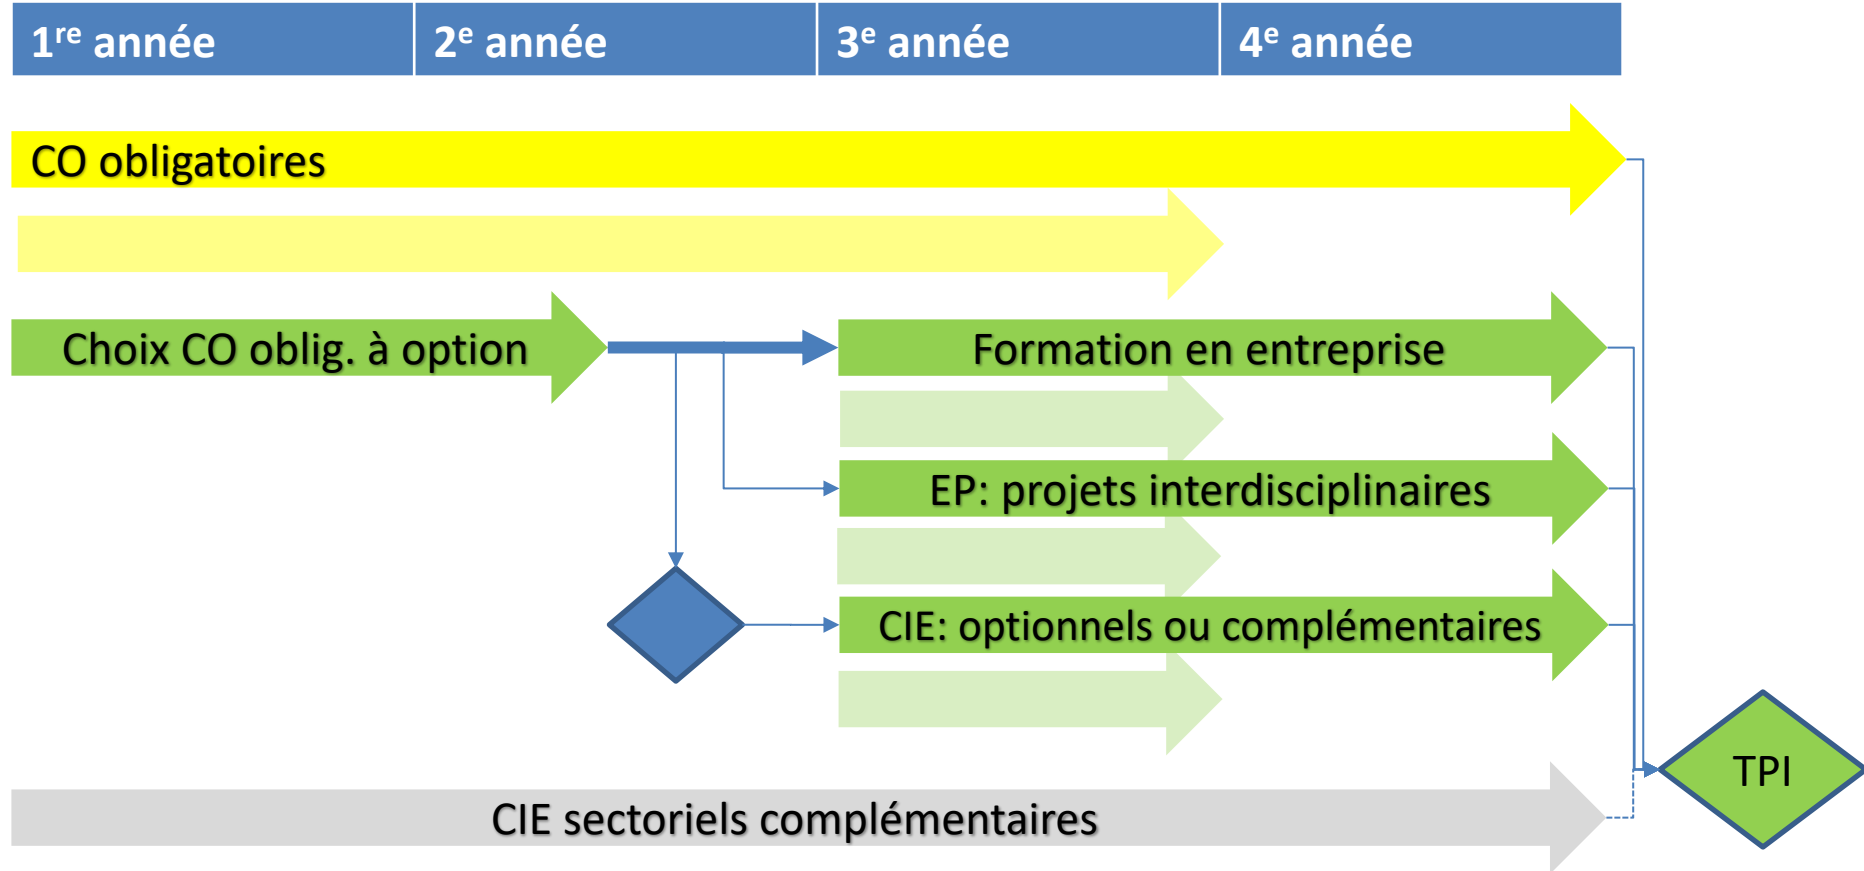 1re année 2e année 3e année 4e année
CO obligatoires
Choix CO oblig. à option
Formation en entreprise
EP: projets interdisciplinaires
CIE: optionnels ou complémentaires
TPI
CIE sectoriels complémentaires